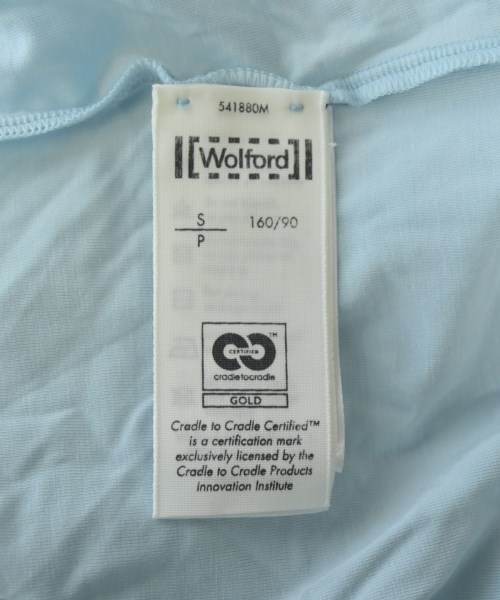 541880M
Wolford
S 160/90
P
CERTIFIED
TM
cradletocradle
GOLD
Cradle to Cradle Certified™
is a certification mark
exclusively licensed by the
Cradle to Cradle Products
Innovation Institute